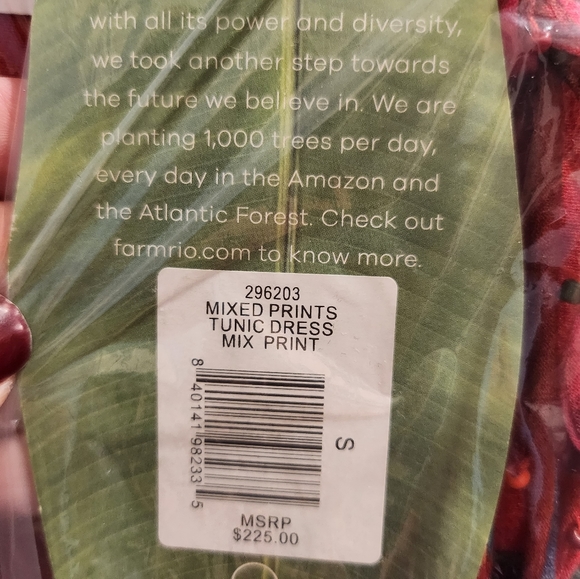 with all its power and diversity,
we took another step towards
the future we believe in. We are
planting 1,000 trees per day,
every day in the Amazon and
the Atlantic Forest. Check out
farmrio.com to know more.
296203
MIXED PRINTS
TUNIC DRESS
MIX PRINT
8 40141 98233 5
S
MSRP
$225.00